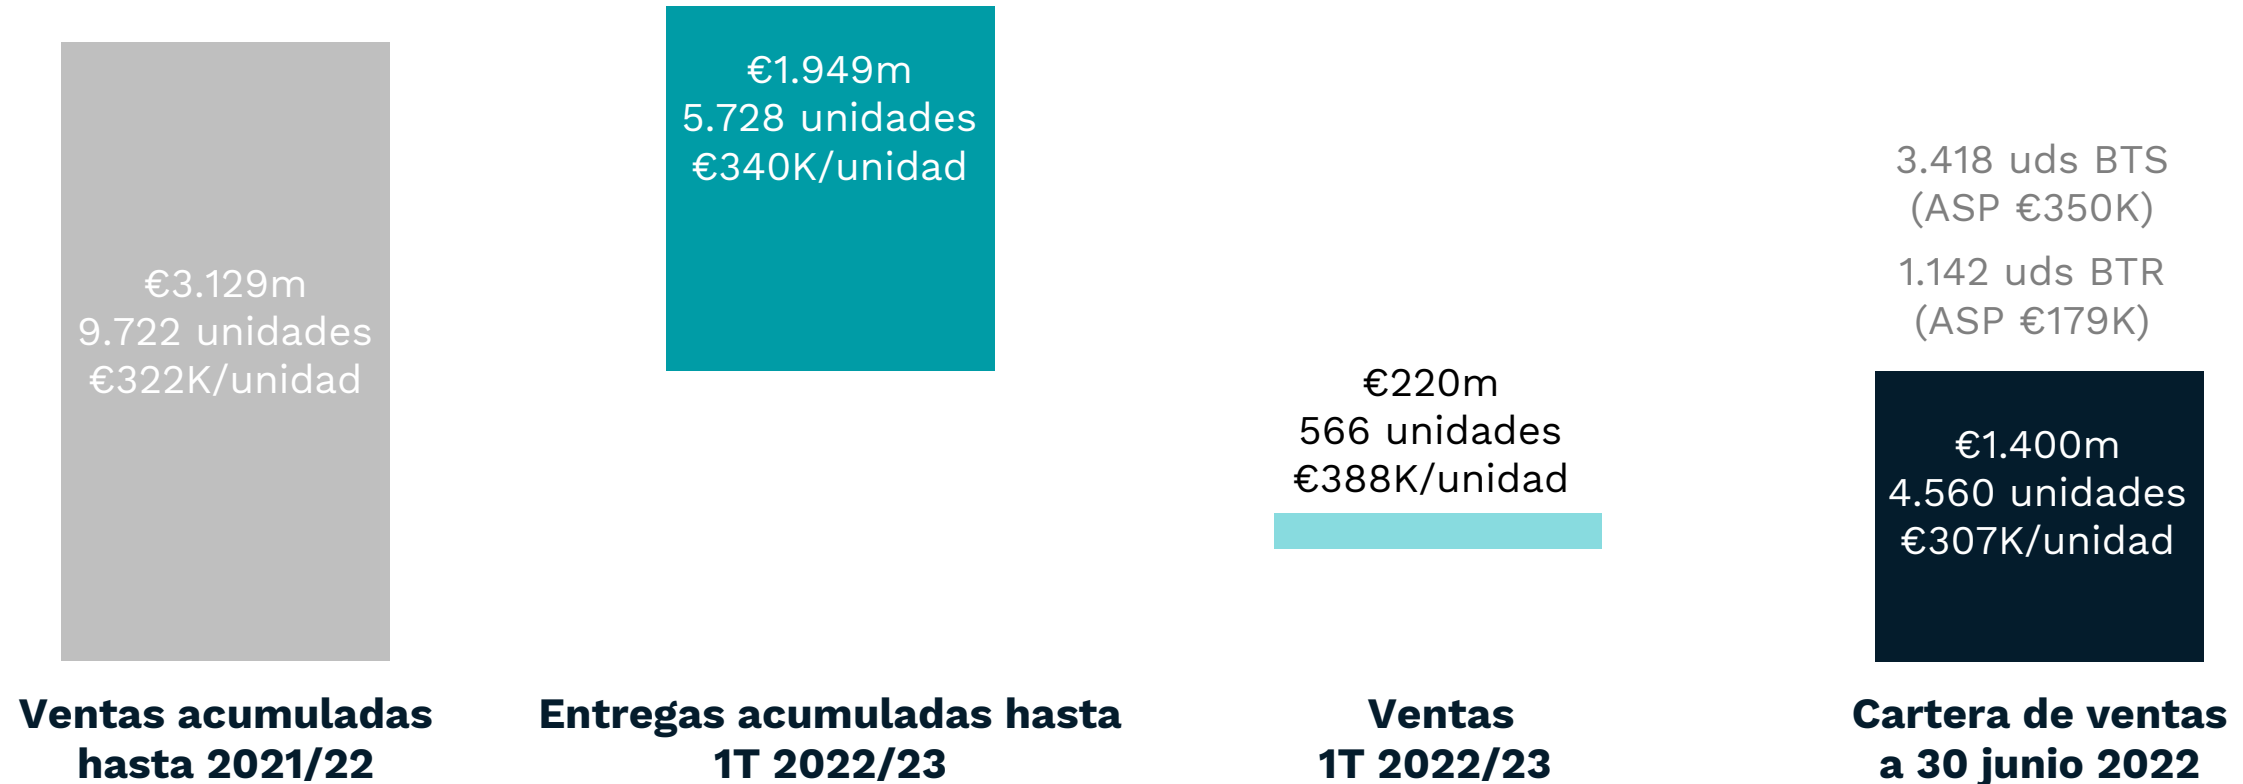 €3.129m
9.722 unidades
€322K/unidad
Ventas acumuladas
hasta 2021/22
€1.949m
5.728 unidades
€340K/unidad
Entregas acumuladas hasta
1T 2022/23
€220m
566 unidades
€388K/unidad
Ventas
1T 2022/23
3.418 uds BTS
(ASP €350K)
1.142 uds BTR
(ASP €179K)
€1.400m
4.560 unidades
€307K/unidad
Cartera de ventas
a 30 junio 2022